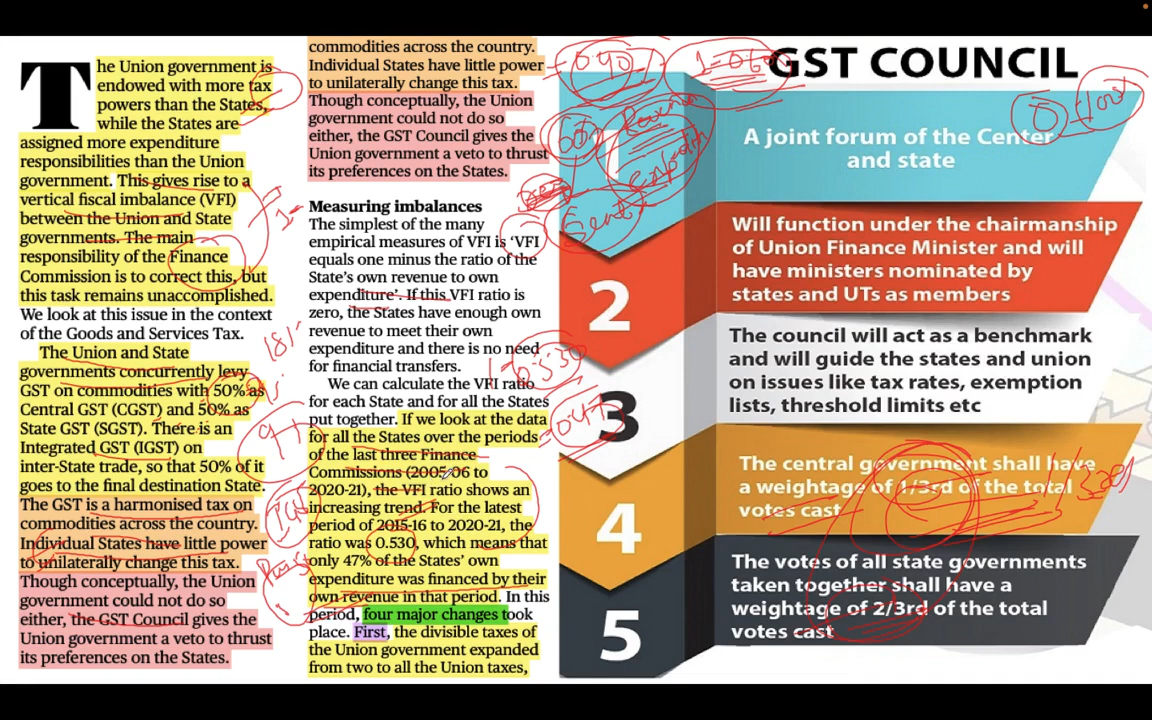 The Union government is
endowed with more tax
powers than the States,
while the States are
assigned more expenditure
responsibilities than the Union
government. This gives rise to a
vertical fiscal imbalance (VFI)
between the Union and State
governments. The main
responsibility of the Finance
Commission is to correct this, but
this task remains unaccomplished.
We look at this issue in the context
of the Goods and Services Tax.
The Union and State
governments concurrently levy
GST on commodities with 50% as
Central GST (CGST) and 50% as
State GST (SGST). There is an
Integrated GST (IGST) on
inter-State trade, so that 50% of it
goes to the final destination State.
The GST is a harmonised tax on
commodities across the country.
Individual States have little power
to unilaterally change this tax.
Though conceptually, the Union
government could not do so
either, the GST Council gives the
Union government a veto to thrust
its preferences on the States.
commodities across the country.
Individual States have little power
to unilaterally change this tax.
Though conceptually, the Union
government could not do so
either, the GST Council gives the
Union government a veto to thrust
its preferences on the States.
Measuring imbalances
The simplest of the many
empirical measures of VFI is ‘VFI
equals one minus the ratio of the
State’s own revenue to own
expenditure’. If this VFI ratio is
zero, the States have enough own
revenue to meet their own
expenditure and there is no need
for financial transfers.
We can calculate the VFI ratio
for each State and for all the States
put together. If we look at the data
for all the States over the periods
of the last three Finance
Commissions (2005-06 to
2020-21), the VFI ratio shows an
increasing trend. For the latest
period of 2015-16 to 2020-21, the
ratio was 0.530, which means that
only 47% of the States’ own
expenditure was financed by their
own revenue in that period. In this
period, four major changes took
place. First, the divisible taxes of
the Union government expanded
from two to all the Union taxes,
GST COUNCIL
1
A joint forum of the Center
and state
2
Will function under the chairmanship
of Union Finance Minister and will
have ministers nominated by
states and UTs as members
3
The council will act as a benchmark
and will guide the states and union
on issues like tax rates, exemption
lists, threshold limits etc
4
The central government shall have
a weightage of 1/3rd of the total
votes cast
5
The votes of all state governments
taken together shall have a
weightage of 2/3rd of the total
votes cast
0.530
0.47
18%